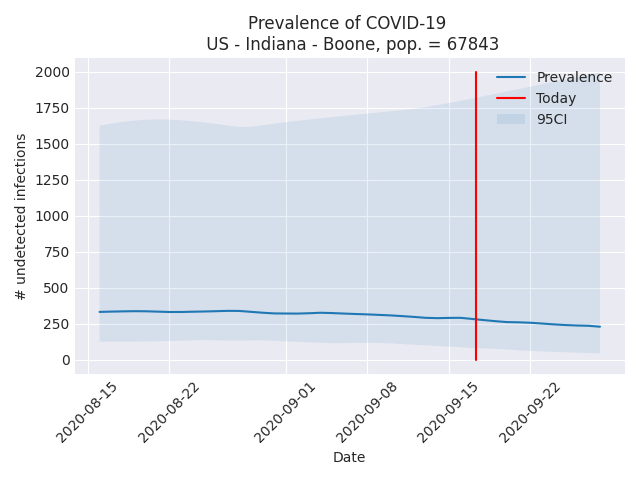 Prevalence of COVID-19
US - Indiana - Boone, pop. = 67843
# undetected infections
2000
1750
1500
1250
1000
750
500
250
0
Prevalence
Today
95CI
2020-08-15
2020-08-22
2020-09-01
2020-09-08
2020-09-15
2020-09-22
Date